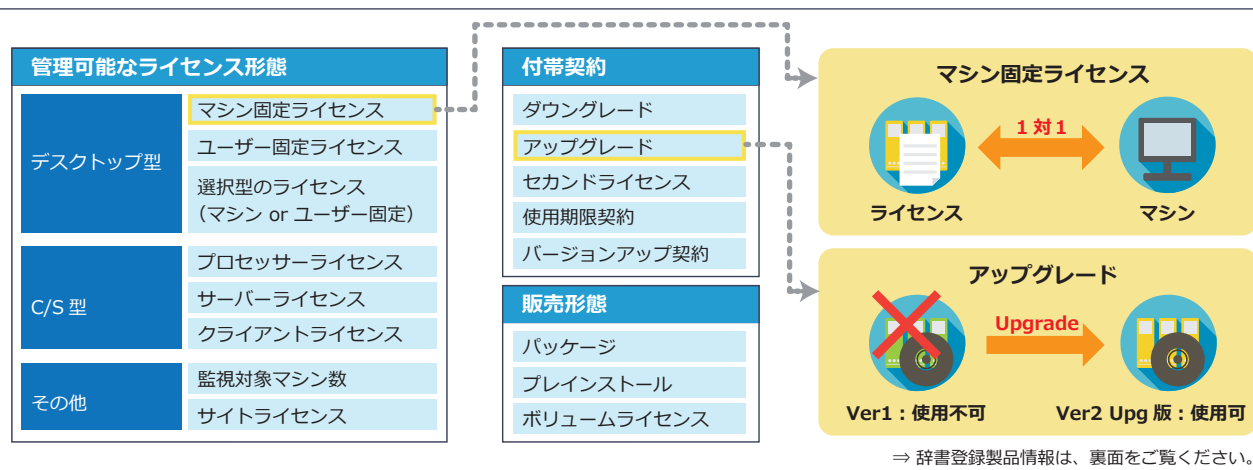 管理可能なライセンス形態
デスクトップ型
マシン固定ライセンス
ユーザー固定ライセンス
選択型のライセンス
（マシン or ユーザー固定）
C/S 型
プロセッサーライセンス
サーバーライセンス
クライアントライセンス
その他
監視対象マシン数
サイトライセンス
付帯契約
ダウングレード
アップグレード
セカンドライセンス
使用期限契約
バージョンアップ契約
販売形態
パッケージ
プレインストール
ボリュームライセンス
マシン固定ライセンス
1 対 1
ライセンス
マシン
アップグレード
Upgrade
Ver1：使用不可
Ver2 Upg 版：使用可
⇒ 辞書登録製品情報は、裏面をご覧ください。